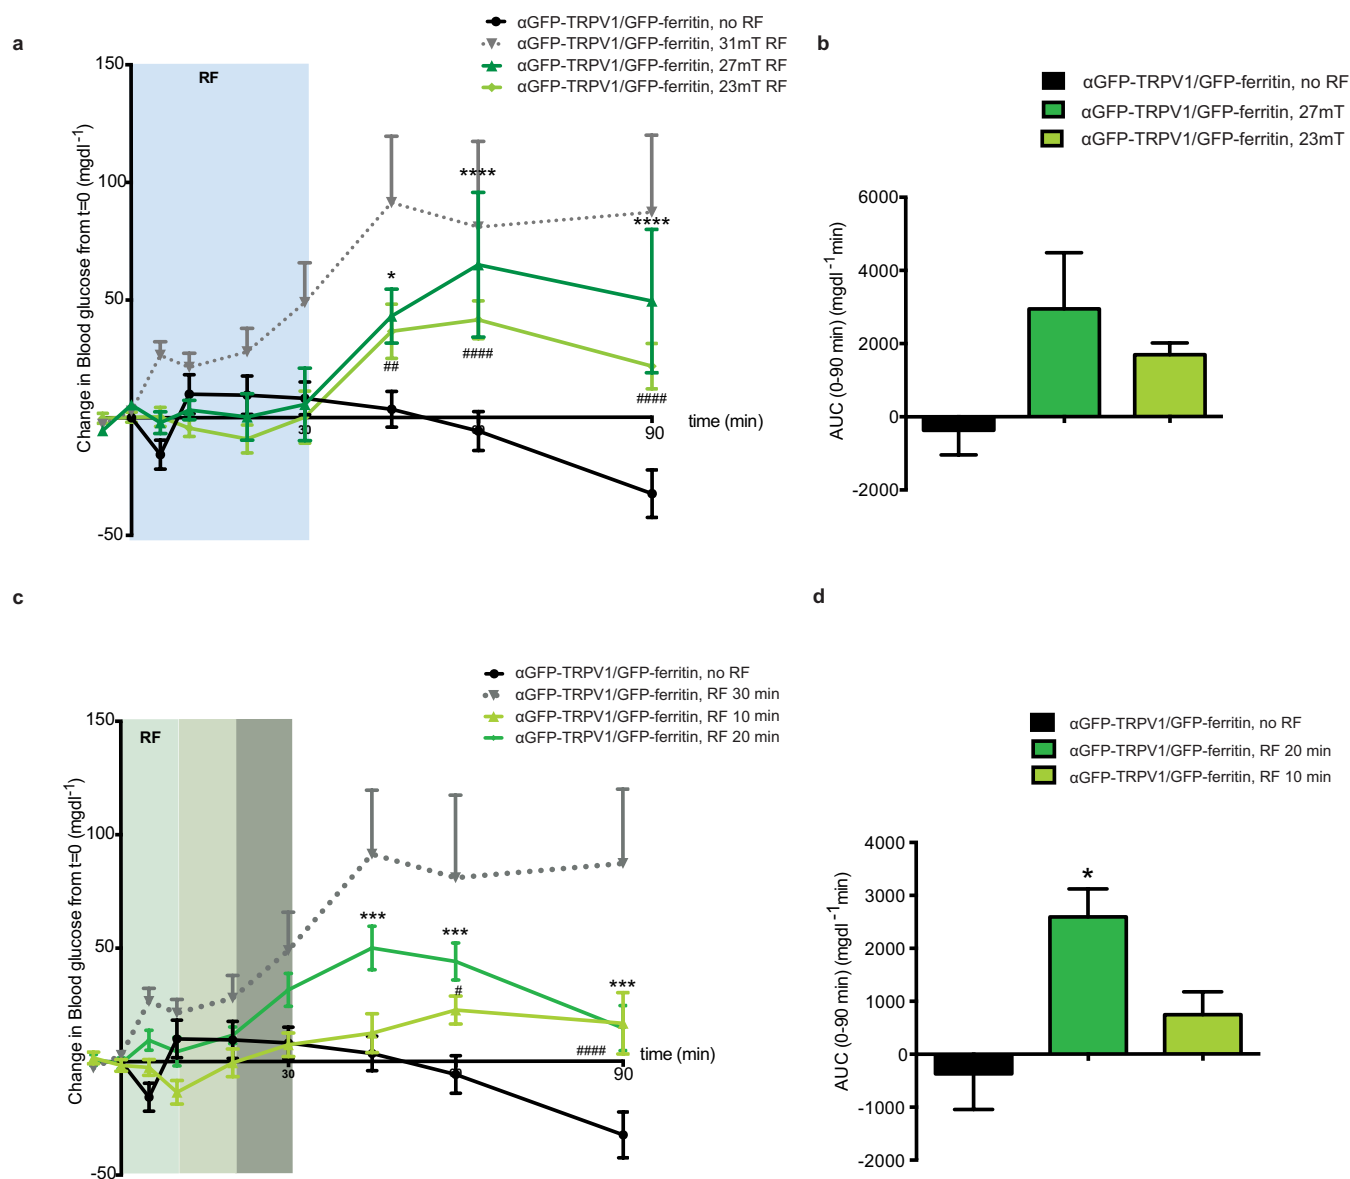 a
αGFP-TRPV1/GFP-ferritin, no RF
αGFP-TRPV1/GFP-ferritin, 31mT RF
αGFP-TRPV1/GFP-ferritin, 27mT RF
αGFP-TRPV1/GFP-ferritin, 23mT RF
Change in Blood glucose from t=0 (mgdl-1)
150
100
50
-50
RF
*
****
****
##
####
####
30
90
time (min)
b
αGFP-TRPV1/GFP-ferritin, no RF
αGFP-TRPV1/GFP-ferritin, 27mT
αGFP-TRPV1/GFP-ferritin, 23mT
AUC (0-90 min) (mgdl-1min)
6000
4000
2000
0
-2000
c
αGFP-TRPV1/GFP-ferritin, no RF
αGFP-TRPV1/GFP-ferritin, RF 30 min
αGFP-TRPV1/GFP-ferritin, RF 10 min
αGFP-TRPV1/GFP-ferritin, RF 20 min
Change in Blood glucose from t=0 (mgdl-1)
150
100
50
-50
RF
***
***
***
#
####
30
90
time (min)
d
αGFP-TRPV1/GFP-ferritin, no RF
αGFP-TRPV1/GFP-ferritin, RF 20 min
αGFP-TRPV1/GFP-ferritin, RF 10 min
AUC (0-90 min) (mgdl-1min)
4000
3000
2000
1000
0
-1000
-2000
*